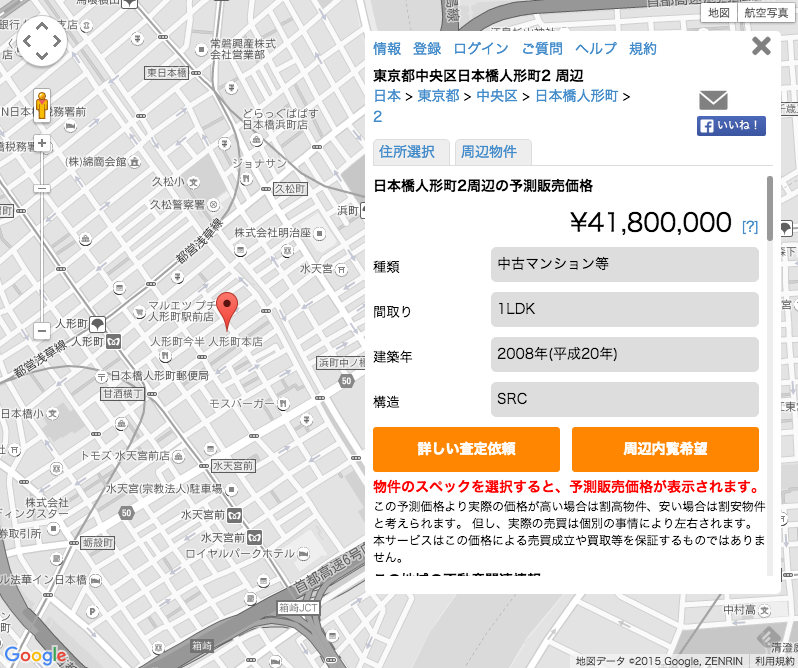 地図
航空写真
情報 登録 ログイン ご質問 ヘルプ 規約
東京都中央区日本橋人形町2 周辺
日本 > 東京都 > 中央区 > 日本橋人形町 >
2
いいね！
住所選択
周辺物件
日本橋人形町2周辺の予測販売価格
¥41,800,000 [?]
種類
中古マンション等
間取り
1LDK
建築年
2008年(平成20年)
構造
SRC
詳しい査定依頼
周辺内覧希望
物件のスペックを選択すると、予測販売価格が表示されます。
この予測価格より実際の価格が高い場合は割高物件、安い場合は割安物件
と考えられます。 但し、実際の売買は個別の事情により左右されます。
本サービスはこの価格による売買成立や買取等を保証するものではありま
せん。
常磐興産株式
会社営業部
東日本橋
どらっぐぱぱす
日本橋浜町店
(株)綿商会館
ジョナサン
久松小
久松町
久松警察署
浜町
都営浅草線
株式会社明治座
水天宮
マルエツ プチ
人形町駅前店
人形町
人形町
人形町今半 人形町本店
都営浅草線
浜町中ノ橋
日本橋人形町郵便局
50
甘酒横丁
モスバーガー
日本橋小
トモズ 水天宮前店
水天宮前
水天宮(宗教法人)駐車場
株式会社
ティングスター
50
水天宮前
券取引所
水天宮前
蛎殻町
ロイヤルパークホテル
首都高速6号
ル法華イン日本橋
箱崎JCT
箱崎
中村高
清澄庭
Google
地図データ ©2015 Google, ZENRIN
利用規約